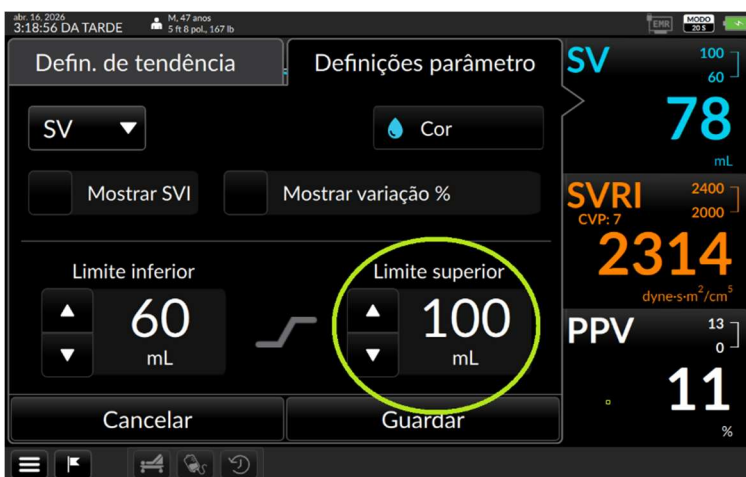 abr. 16, 2026
3:18:56 DA TARDE
M, 47 anos
5 ft 8 pol., 167 lb
EMR
MODO
20 S
Defin. de tendência
Definições parâmetro
SV
Cor
Mostrar SVI
Mostrar variação %
Limite inferior
60
mL
Limite superior
100
mL
Cancelar
Guardar
SV
100
60
78
mL
SVRI
CVP: 7
2400
2000
2314
dyne·s·m²/cm⁵
PPV
13
0
11
%